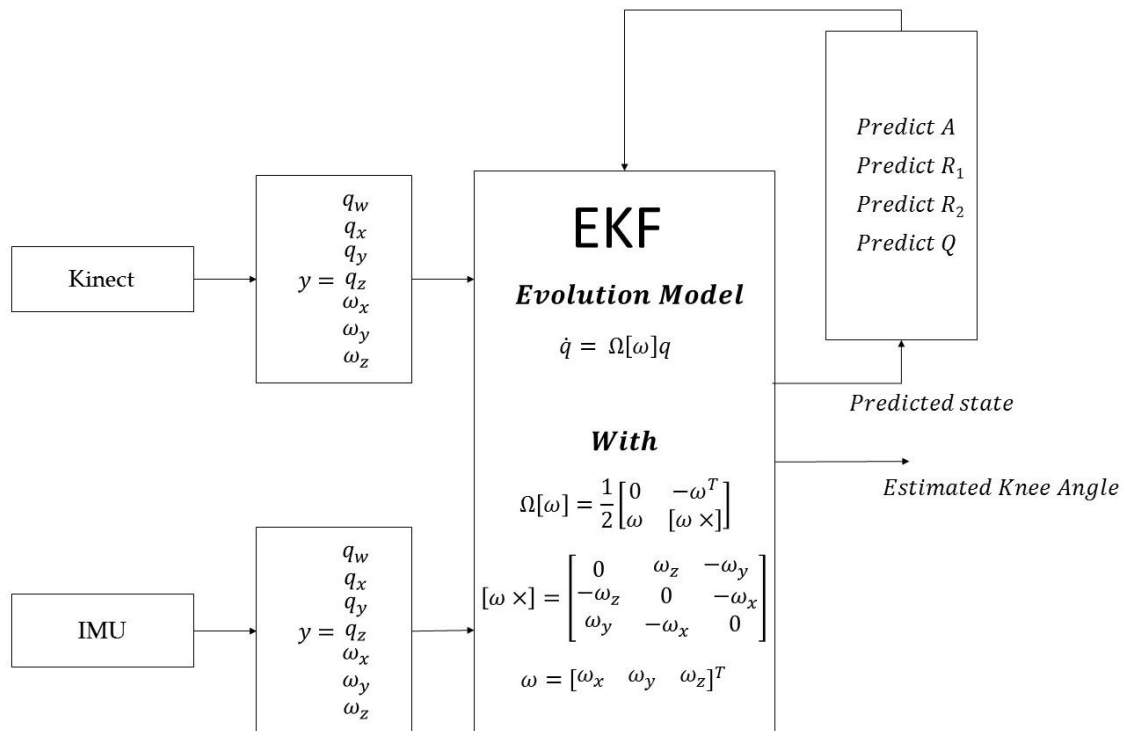 Kinect
q_w
q_x
q_y
y = q_z
ω_x
ω_y
ω_z
IMU
q_w
q_x
q_y
y = q_z
ω_x
ω_y
ω_z
EKF
Evolution Model
q̇ = Ω[ω]q
With
Ω[ω] = 1/2 [0 −ω^T; ω [ω ×]]
[ω ×] = [0 ω_z −ω_y; −ω_z 0 −ω_x; ω_y −ω_x 0]
ω = [ω_x ω_y ω_z]^T
Predict A
Predict R₁
Predict R₂
Predict Q
Predicted state
Estimated Knee Angle